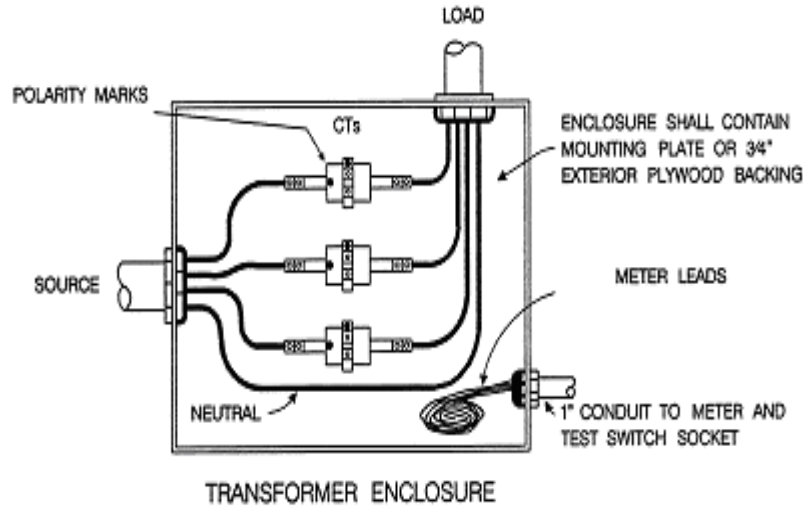 LOAD
POLARITY MARKS
CTs
ENCLOSURE SHALL CONTAIN
MOUNTING PLATE OR 3/4"
EXTERIOR PLYWOOD BACKING
SOURCE
METER LEADS
NEUTRAL
1" CONDUIT TO METER AND
TEST SWITCH SOCKET
TRANSFORMER ENCLOSURE